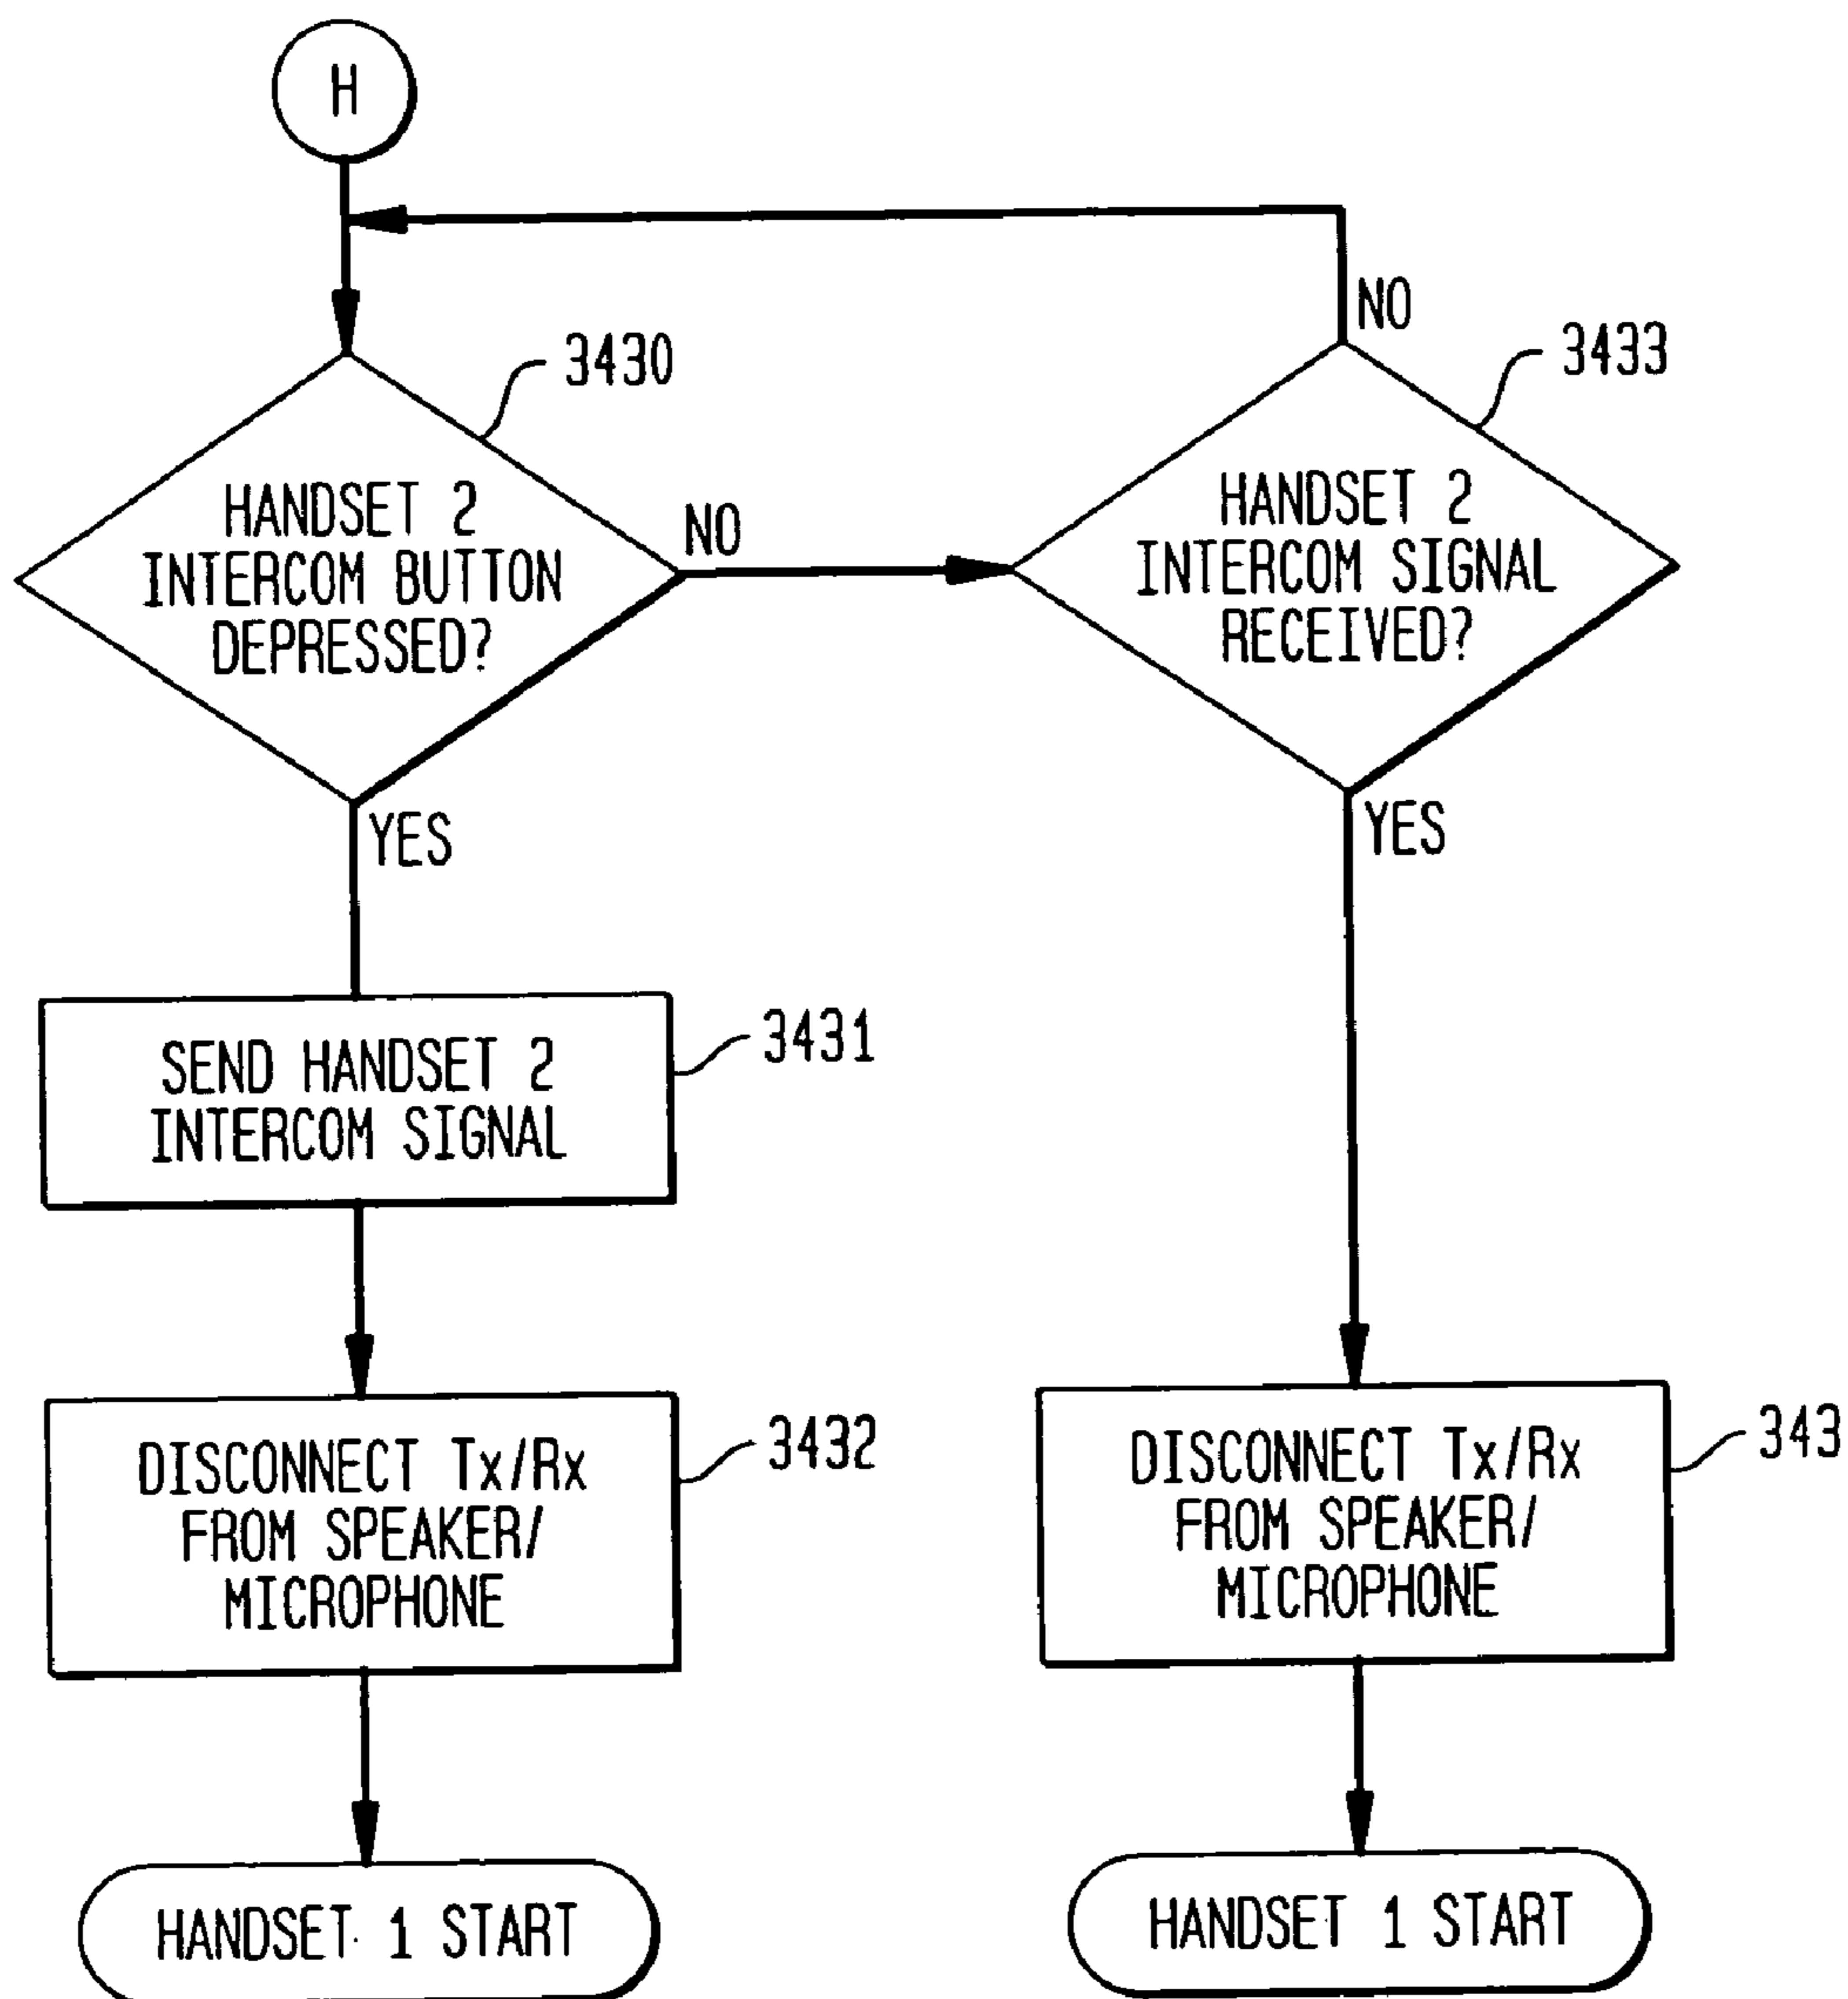 H
3430
HANDSET 2
INTERCOM BUTTON
DEPRESSED?
NO
YES
NO
3433
HANDSET 2
INTERCOM SIGNAL
RECEIVED?
YES
SEND HANDSET 2
INTERCOM SIGNAL
3431
DISCONNECT Tx/Rx
FROM SPEAKER/
MICROPHONE
3432
DISCONNECT Tx/Rx
FROM SPEAKER/
MICROPHONE
343
HANDSET 1 START
HANDSET 1 START